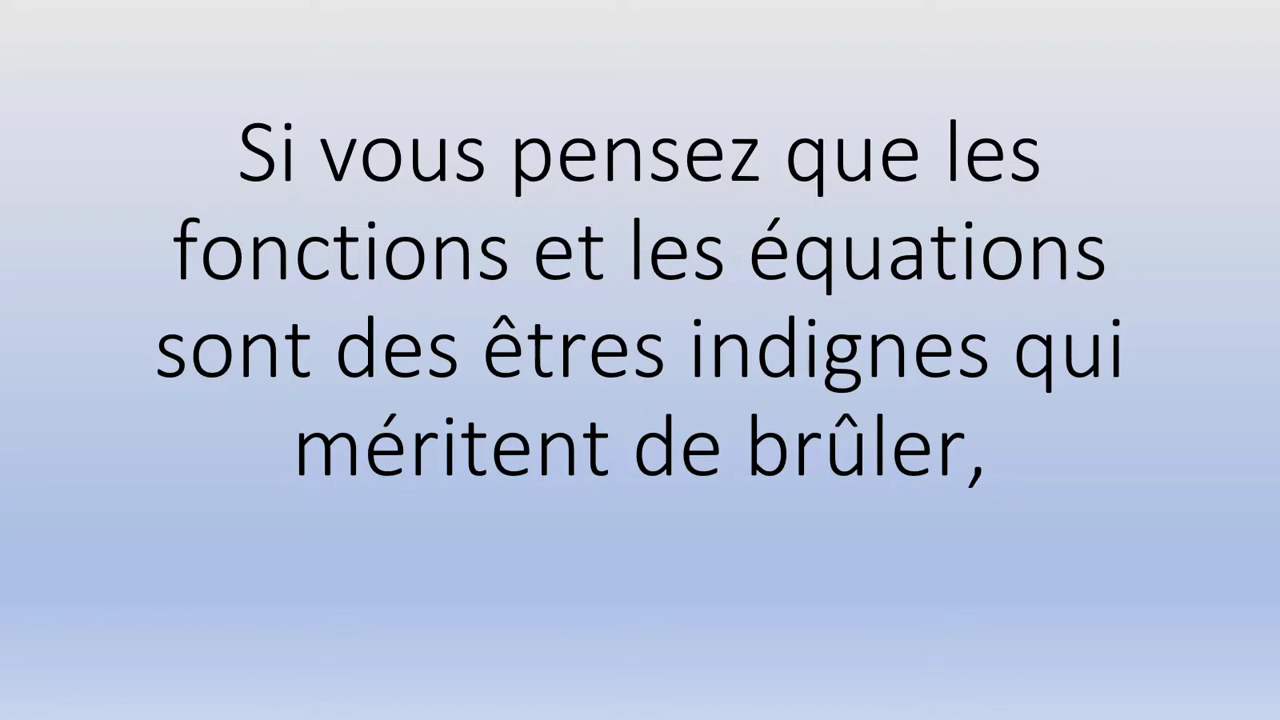 Si vous pensez que les
fonctions et les équations
sont des êtres indignes qui
méritent de brûler,